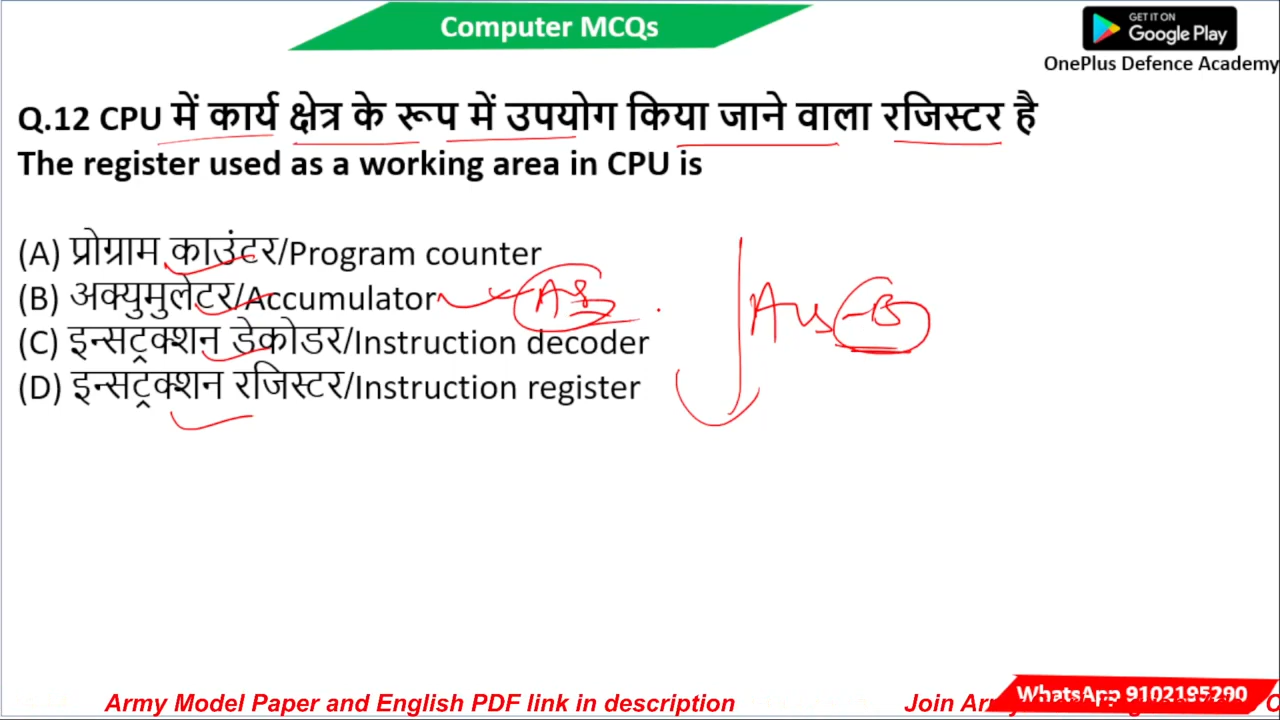 Computer MCQs
GET IT ON
Google Play
OnePlus Defence Academy
Q.12 CPU में कार्य क्षेत्र के रूप में उपयोग किया जाने वाला रजिस्टर है
The register used as a working area in CPU is
(A) प्रोग्राम काउंटर/Program counter
(B) अक्युमुलेटर/Accumulator
(C) इन्सट्रक्शन डेकोडर/Instruction decoder
(D) इन्सट्रक्शन रजिस्टर/Instruction register
Ans - B
WhatsApp 9102195290
Army Model Paper and English PDF link in description
Join